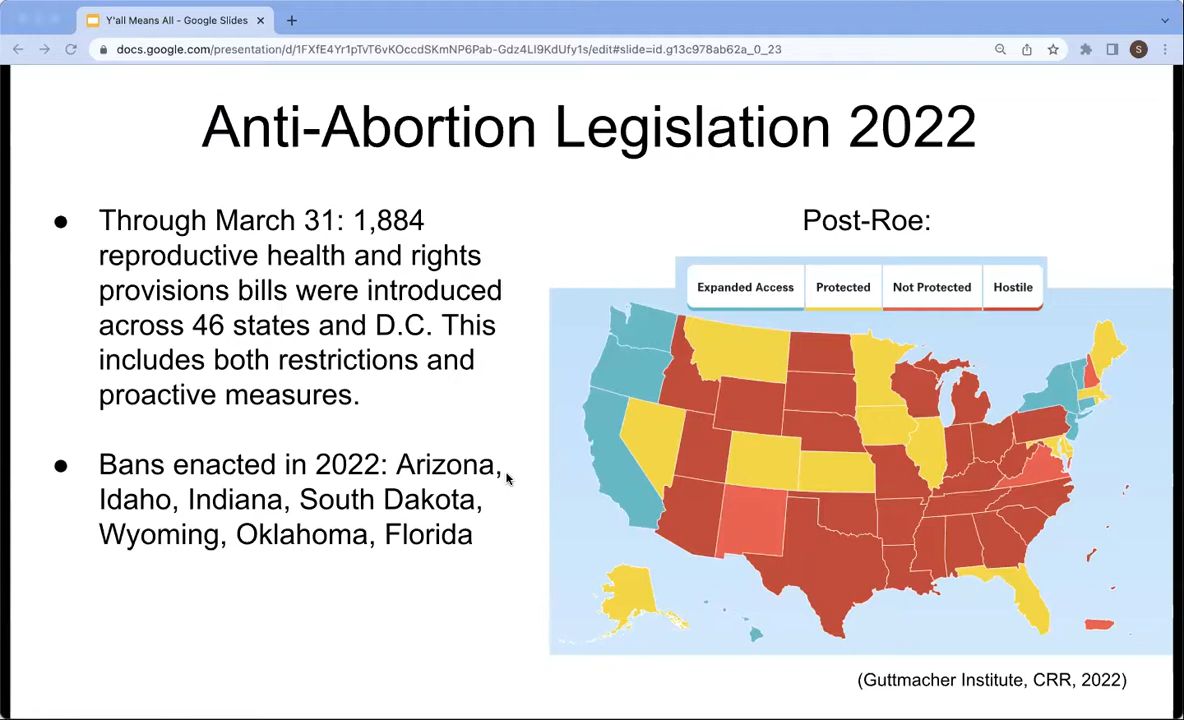 Y'all Means All - Google Slides
docs.google.com/presentation/d/1FXfE4Yr1pTvT6vKOccdSKmNP6Pab-Gdz4LI9KdUfy1s/edit#slide=id.g13c978ab62a_0_23
S
Anti-Abortion Legislation 2022
● Through March 31: 1,884
reproductive health and rights
provisions bills were introduced
across 46 states and D.C. This
includes both restrictions and
proactive measures.
● Bans enacted in 2022: Arizona,
Idaho, Indiana, South Dakota,
Wyoming, Oklahoma, Florida
Post-Roe:
Expanded Access Protected Not Protected Hostile
(Guttmacher Institute, CRR, 2022)